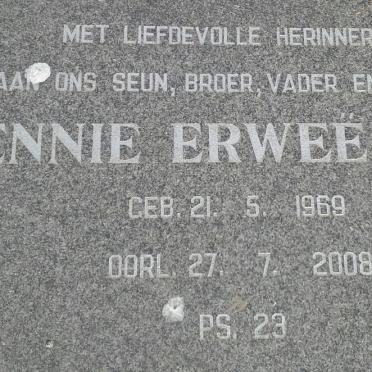 MET LIEFDEVOLLE HERINNER
AAN ONS SEUN, BROER, VADER EN
ENNIE ERWEË
GEB. 21. 5. 1969
OORL. 27. 7. 2008
PS. 23